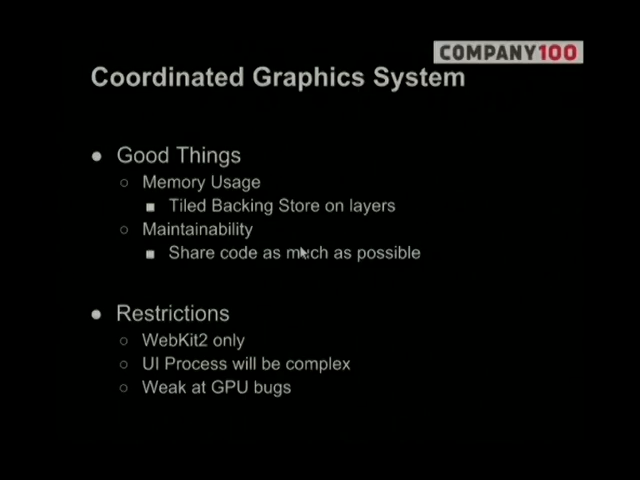 COMPANY100
Coordinated Graphics System
Good Things
Memory Usage
Tiled Backing Store on layers
Maintainability
Share code as much as possible
Restrictions
WebKit2 only
UI Process will be complex
Weak at GPU bugs